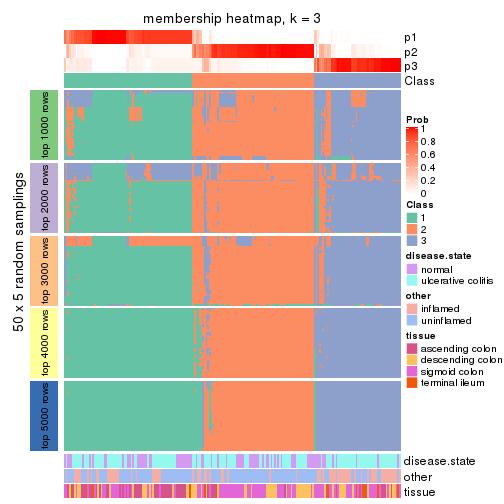 membership heatmap, k = 3
p1
p2
p3
Class
50 x 5 random samplings
top 1000 rows
top 2000 rows
top 3000 rows
top 4000 rows
top 5000 rows
Prob
1
0.8
0.6
0.4
0.2
0
Class
1
2
3
disease.state
normal
ulcerative colitis
other
inflamed
uninflamed
tissue
ascending colon
descending colon
sigmoid colon
terminal ileum
disease.state
other
tissue